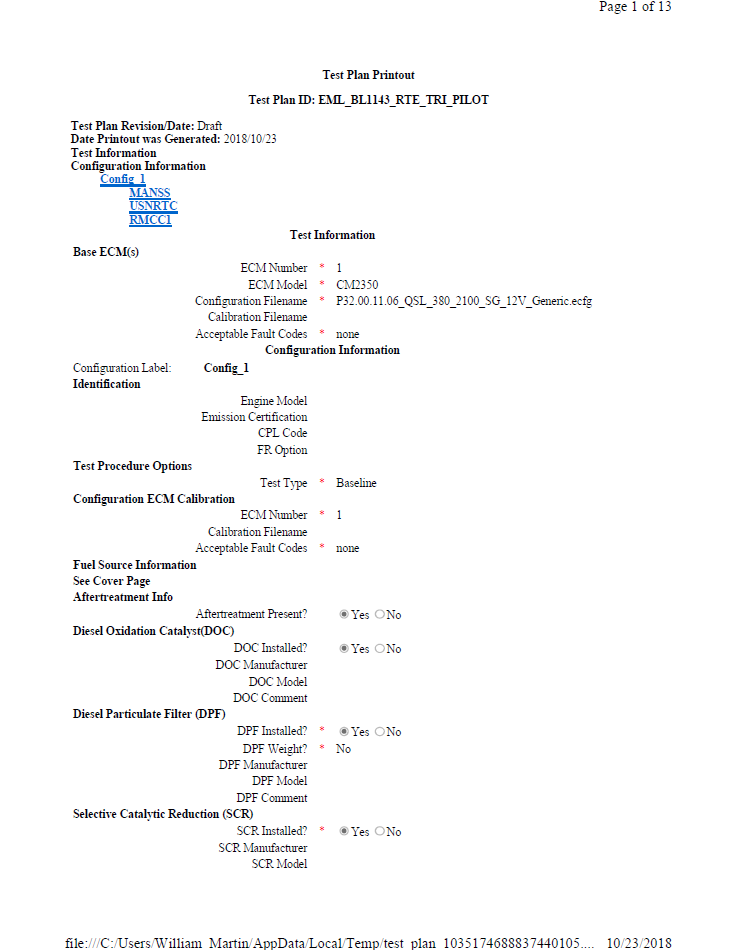 Page 1 of 13
Test Plan Printout
Test Plan ID: EML_BL1143_RTE_TRI_PILOT
Test Plan Revision/Date: Draft
Date Printout was Generated: 2018/10/23
Test Information
Configuration Information
Config_1
MANSS
USNRTC
RMCC1
Test Information
Base ECM(s)
ECM Number * 1
ECM Model * CM2350
Configuration Filename * P32.00.11.06_QSL_380_2100_SG_12V_Generic.ecfg
Calibration Filename
Acceptable Fault Codes * none
Configuration Information
Configuration Label: Config_1
Identification
Engine Model
Emission Certification
CPL Code
FR Option
Test Procedure Options
Test Type * Baseline
Configuration ECM Calibration
ECM Number * 1
Calibration Filename
Acceptable Fault Codes * none
Fuel Source Information
See Cover Page
Aftertreatment Info
Aftertreatment Present? Yes No
Diesel Oxidation Catalyst(DOC)
DOC Installed? Yes No
DOC Manufacturer
DOC Model
DOC Comment
Diesel Particulate Filter (DPF)
DPF Installed? * Yes No
DPF Weight? * No
DPF Manufacturer
DPF Model
DPF Comment
Selective Catalytic Reduction (SCR)
SCR Installed? * Yes No
SCR Manufacturer
SCR Model
file:///C:/Users/William_Martin/AppData/Local/Temp/test_plan_1035174688837440105.... 10/23/2018